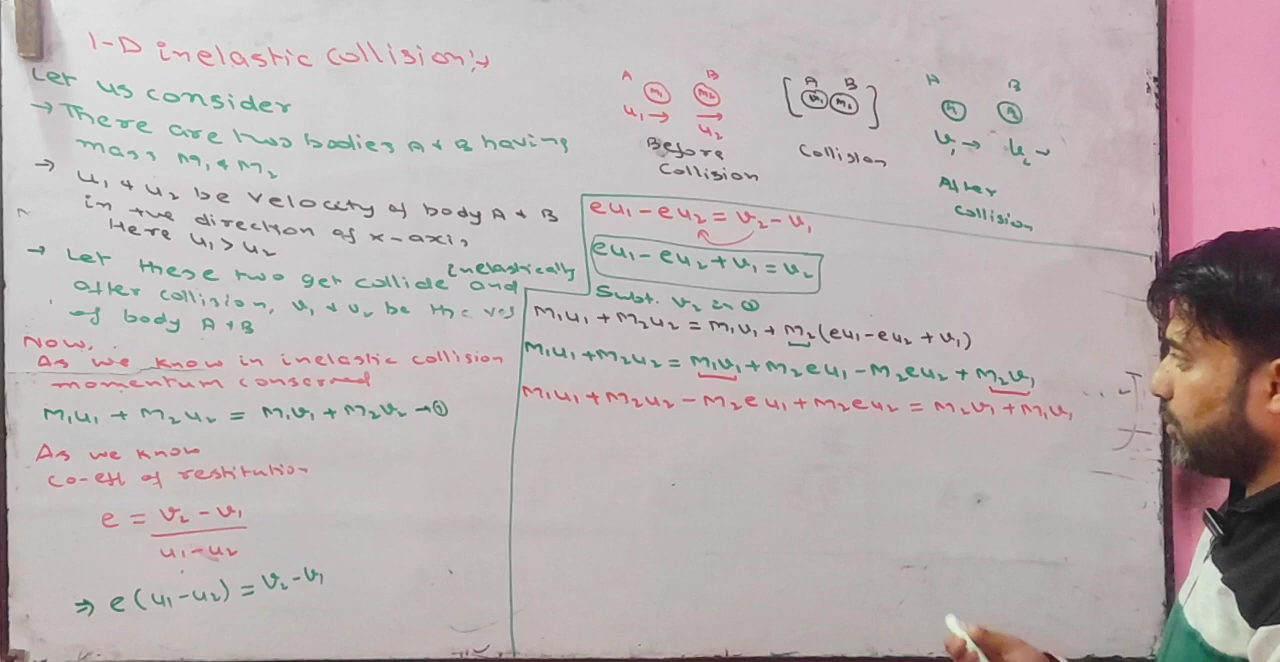 1-D inelastic collision:→
Let us consider
→ There are two bodies A & B having
mass m₁ & m₂
→ u₁ & u₂ be velocity of body A & B
in +ve direction of x-axis
Here u₁ > u₂
→ Let these two get collide inelastically and
after collision, v₁ & v₂ be the
of body A & B
Now,
As we know in inelastic collision
momentum conserved
m₁u₁ + m₂u₂ = m₁v₁ + m₂v₂ → ①
As we know
co-eff of restitution
e = v₂ - v₁
u₁ - u₂
⇒ e(u₁ - u₂) = v₂ - v₁
A B
m₁ m₂
u₁ → → u₂
Before
Collision
[A B]
m₂
Collision
A B
v₁ →
After
Collision
eu₁ - eu₂ = v₂ - v₁
eu₁ - eu₂ + v₁ = v₂
Subt. v₂ in ①
m₁u₁ + m₂u₂ = m₁v₁ + m₂(eu₁ - eu₂ + v₁)
m₁u₁ + m₂u₂ = m₁v₁ + m₂eu₁ - m₂eu₂ + m₂v₁
m₁u₁ + m₂u₂ - m₂eu₁ + m₂eu₂ = m₂v₁ + m₁v₁